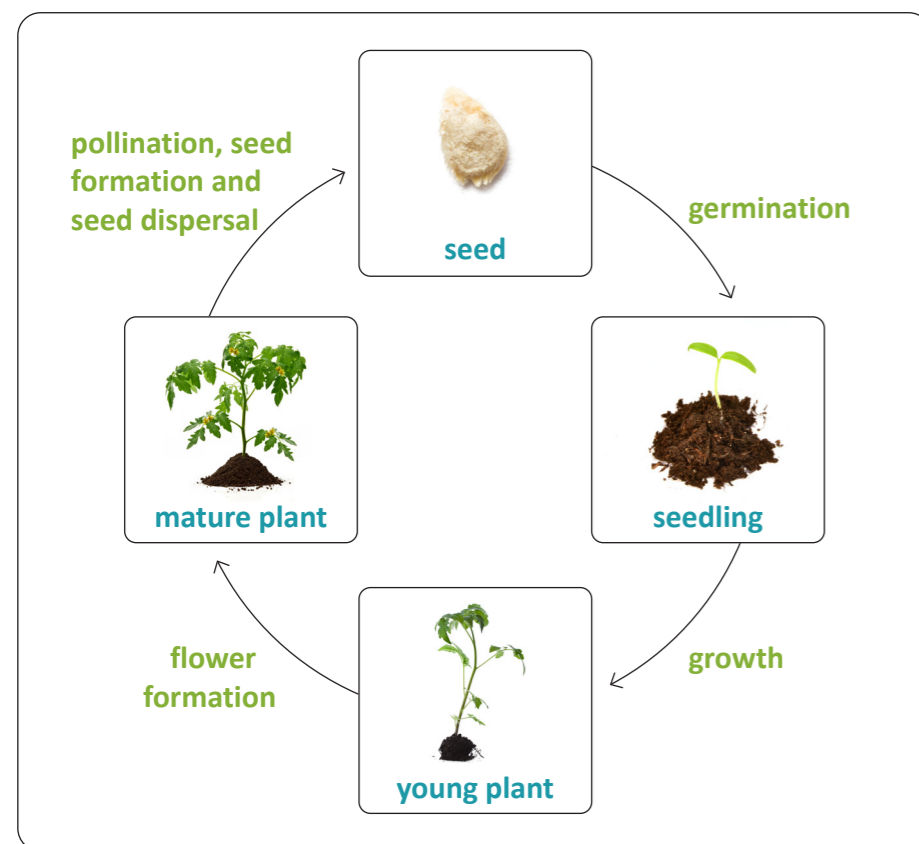 seed
germination
seedling
growth
young plant
flower
formation
mature plant
pollination, seed
formation and
seed dispersal